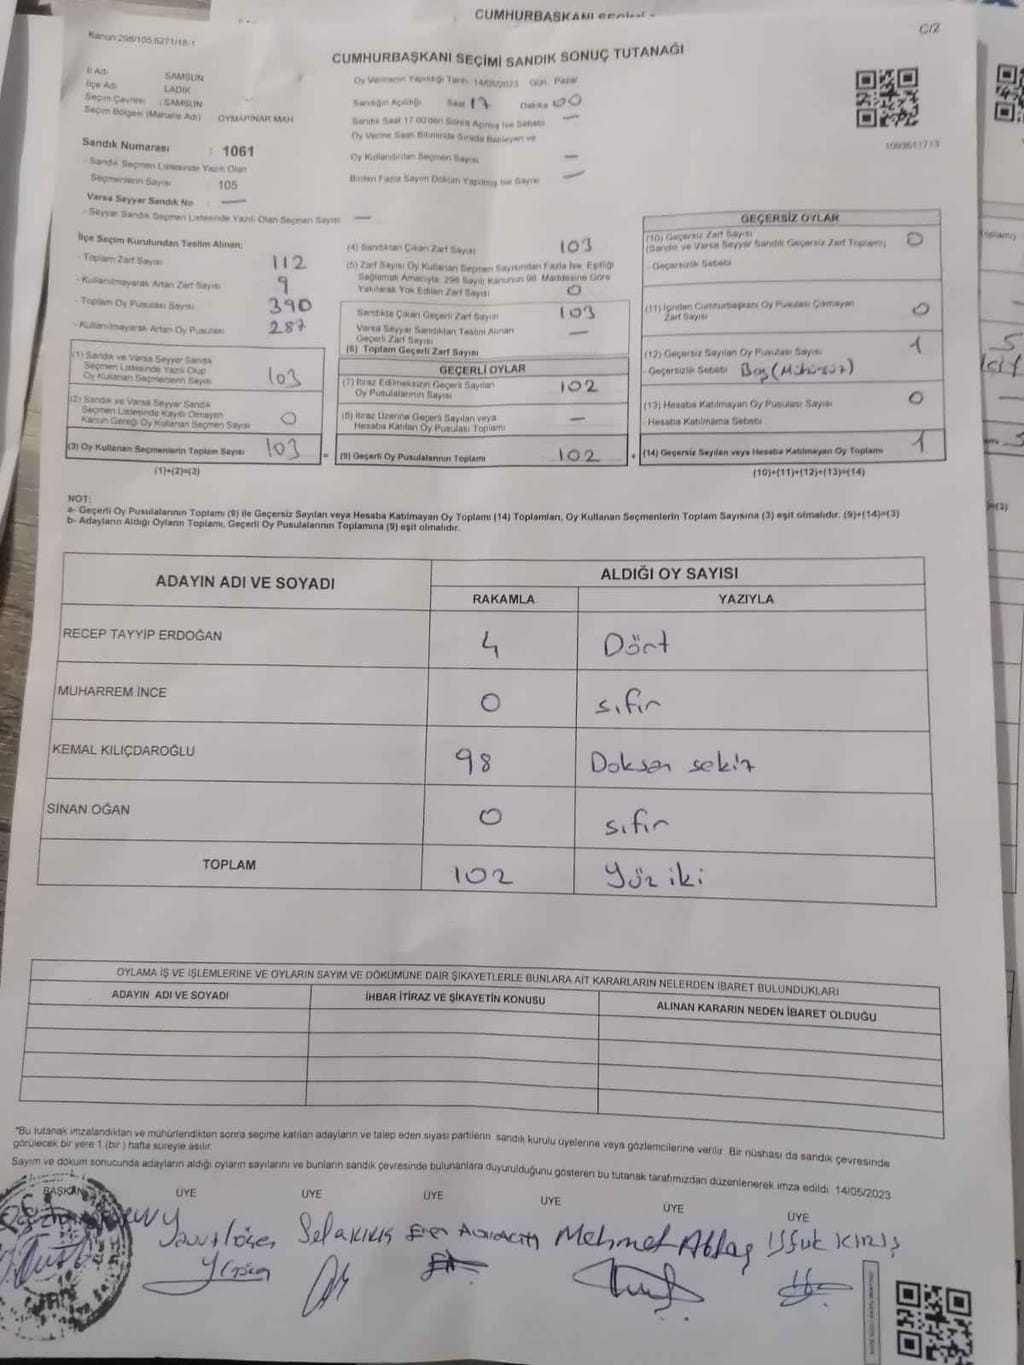 CUMHURBAŞKANI
C/Z
Kanun:298/105,6271/18-1
CUMHURBAŞKANI SEÇİMİ SANDIK SONUÇ TUTANAĞI
İl Adı SAMSUN
İlçe Adı LADİK
Seçim Çevresi : SAMSUN
Seçim Bölgesi (Mahalle Adı) OYMAPINAR MAH
Sandık Numarası : 1061
- Sandık Seçmen Listesinde Yazılı Olan
Seçmenlerin Sayısı 105
Varsa Seyyar Sandık No —
- Seyyar Sandık Seçmen Listesinde Yazılı Olan Seçmen Sayısı —
Oy Vermenin Yapıldığı Tarih : 14/05/2023 Gün : Pazar
Sandığın Açıldığı Saat 17 Dakika 00
Sandık Saat 17:00'den Sonra Açılmış İse Sebebi —
Oy Verme Saati Bitiminde Sırada Bekleyen ve
Oy Kullandırılan Seçmen Sayısı —
Birden Fazla Sayım Döküm Yapılmış İse Sayısı —
İlçe Seçim Kurulundan Teslim Alınan:
- Toplam Zarf Sayısı 112
- Kullanılmayarak Artan Zarf Sayısı 9
- Toplam Oy Pusulası Sayısı 390
- Kullanılmayarak Artan Oy Pusulası 287
(1) Sandık ve Varsa Seyyar Sandık
Seçmen Listesinde Yazılı Olup
Oy Kullanan Seçmenlerin Sayısı 103
(2) Sandık ve Varsa Seyyar Sandık
Seçmen Listesinde Kayıtlı Olmayan
Kanun Gereği Oy Kullanan Seçmen Sayısı 0
(3) Oy Kullanan Seçmenlerin Toplam Sayısı 103 =
(1)+(2)=(3)
(4) Sandıktan Çıkan Zarf Sayısı 103
(5) Zarf Sayısı Oy Kullanan Seçmen Sayısından Fazla İse, Eşitliği
Sağlamak Amacıyla, 298 Sayılı Kanunun 98. Maddesine Göre
Yakılarak Yok Edilen Zarf Sayısı 0
Sandıkta Çıkan Geçerli Zarf Sayısı 103
Varsa Seyyar Sandıktan Teslim Alınan
Geçerli Zarf Sayısı —
(6) Toplam Geçerli Zarf Sayısı
GEÇERLİ OYLAR
(7) İtiraz Edilmeksizin Geçerli Sayılan
Oy Pusulalarının Sayısı 102
(8) İtiraz Üzerine Geçerli Sayılan veya
Hesaba Katılan Oy Pusulası Toplamı —
(9) Geçerli Oy Pusulalarının Toplamı 102 +
GEÇERSİZ OYLAR
(10) Geçersiz Zarf Sayısı 0
(Sandık ve Varsa Seyyar Sandık Geçersiz Zarf Toplamı)
- Geçersizlik Sebebi
(11) İçinden Cumhurbaşkanı Oy Pusulası Çıkmayan
Zarf Sayısı 0
(12) Geçersiz Sayılan Oy Pusulası Sayısı 1
- Geçersizlik Sebebi Boş (Mühürsüz)
(13) Hesaba Katılmayan Oy Pusulası Sayısı 0
- Hesaba Katılmama Sebebi
(14) Geçersiz Sayılan veya Hesaba Katılmayan Oy Toplamı 1
(10)+(11)+(12)+(13)=(14)
NOT:
a- Geçerli Oy Pusulalarının Toplamı (9) ile Geçersiz Sayılan veya Hesaba Katılmayan Oy Toplamı (14) Toplamları, Oy Kullanan Seçmenlerin Toplam Sayısına (3) eşit olmalıdır. (9)+(14)=(3)
b- Adayların Aldığı Oyların Toplamı, Geçerli Oy Pusulalarının Toplamına (9) eşit olmalıdır.
ADAYIN ADI VE SOYADI ALDIĞI OY SAYISI
RAKAMLA YAZIYLA
RECEP TAYYİP ERDOĞAN 4 Dört
MUHARREM İNCE 0 sıfır
KEMAL KILIÇDAROĞLU 98 Doksan sekiz
SİNAN OĞAN 0 sıfır
TOPLAM 102 Yüz iki
OYLAMA İŞ VE İŞLEMLERİNE VE OYLARIN SAYIM VE DÖKÜMÜNE DAİR ŞİKAYETLERLE BUNLARA AİT KARARLARIN NELERDEN İBARET BULUNDUKLARI
ADAYIN ADI VE SOYADI İHBAR İTİRAZ VE ŞİKAYETİN KONUSU ALINAN KARARIN NEDEN İBARET OLDUĞU
*Bu tutanak imzalandıktan ve mühürlendikten sonra seçime katılan adayların ve talep eden siyasi partilerin sandık kurulu üyelerine veya gözlemcilerine verilir. Bir nüshası da sandık çevresinde
görülecek bir yere 1 (bir) hafta süreyle asılır.
Sayım ve döküm sonucunda adayların aldığı oyların sayılarını ve bunların sandık çevresinde bulunanlara duyurulduğunu gösteren bu tutanak tarafımızdan düzenlenerek imza edildi. 14/05/2023
BAŞKAN ÜYE ÜYE ÜYE ÜYE ÜYE ÜYE
Mehmet Aktaş Ufuk KIRIŞ